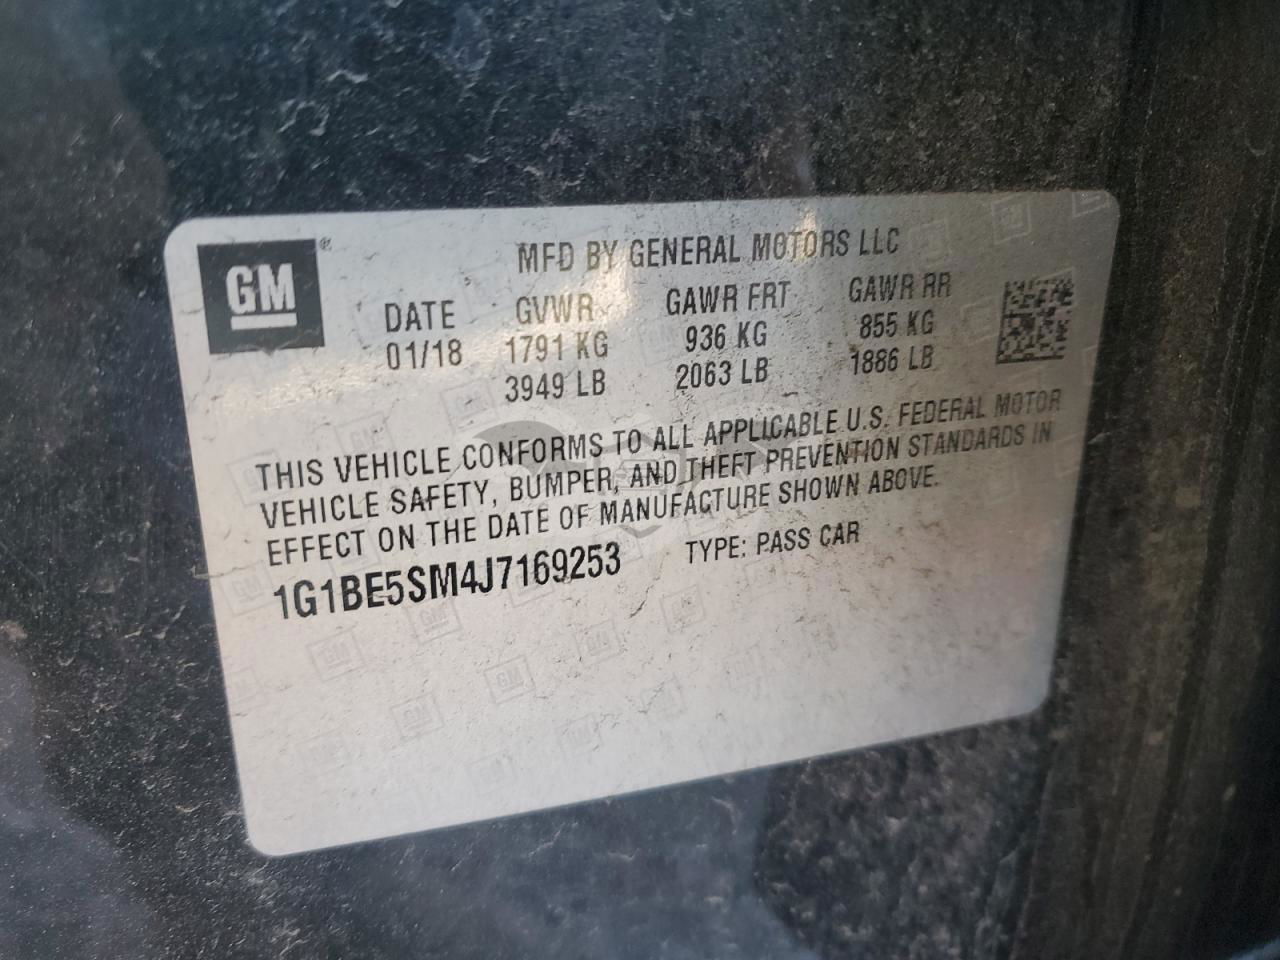 GM
MFD BY GENERAL MOTORS LLC
DATE GVWR GAWR FRT GAWR RR
01/18 1791 KG 936 KG 855 KG
3949 LB 2063 LB 1886 LB
THIS VEHICLE CONFORMS TO ALL APPLICABLE U.S. FEDERAL MOTOR
VEHICLE SAFETY, BUMPER, AND THEFT PREVENTION STANDARDS IN
EFFECT ON THE DATE OF MANUFACTURE SHOWN ABOVE.
1G1BE5SM4J7169253 TYPE: PASS CAR